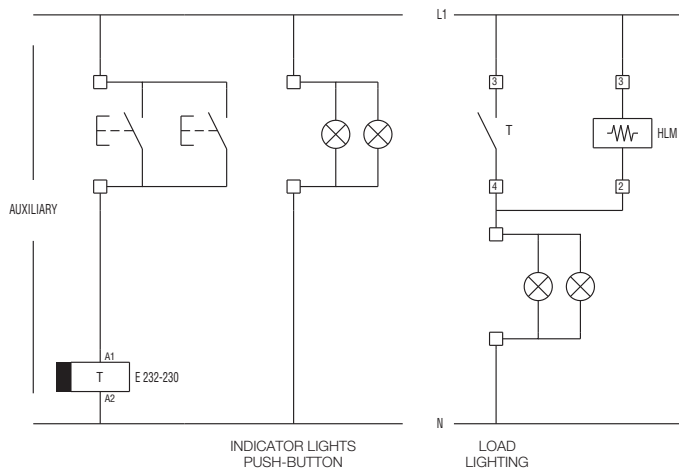 L1
3
3
T
HLM
4
2
AUXILIARY
A1
T
E 232-230
A2
N
INDICATOR LIGHTS
PUSH-BUTTON
LOAD
LIGHTING